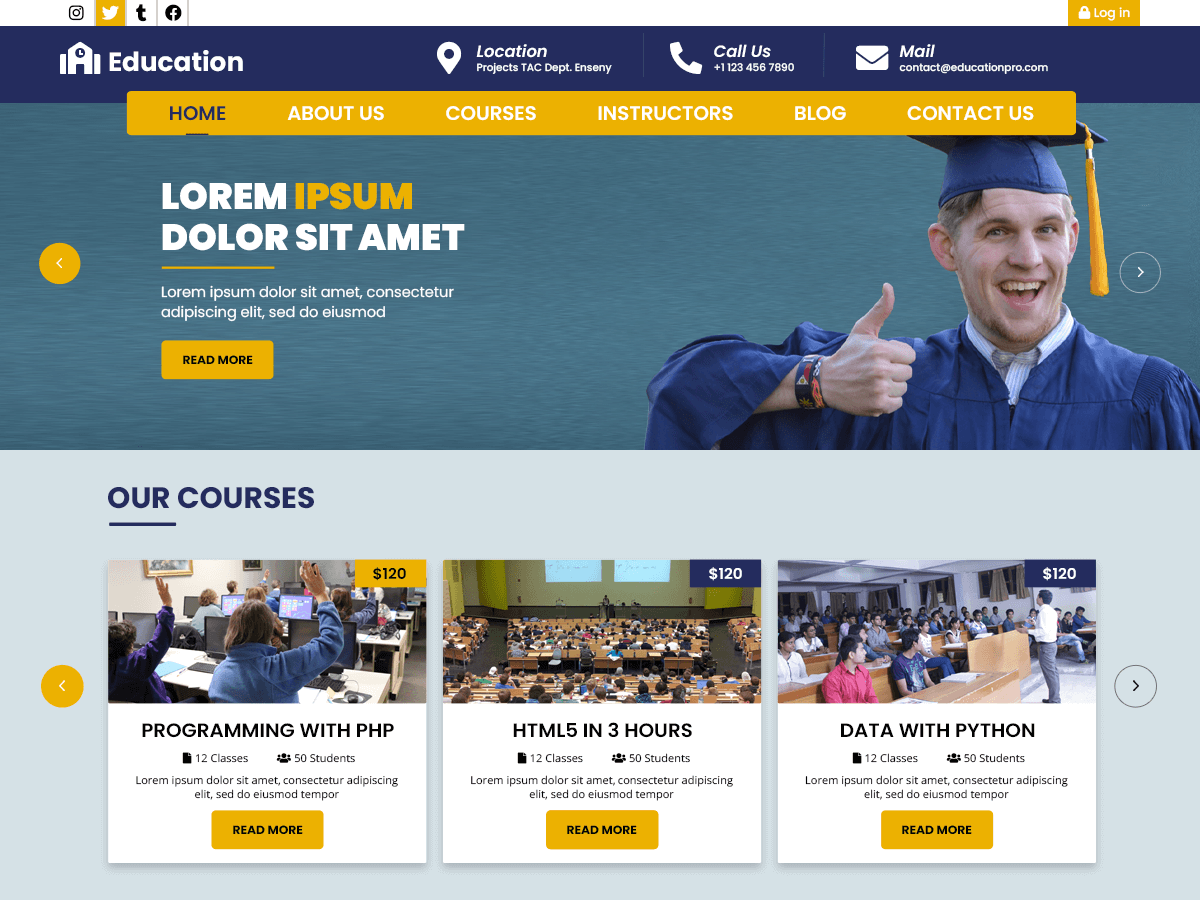 Log in
Education
Location
Projects TAC Dept. Enseny
Call Us
+1 123 456 7890
Mail
contact@educationpro.com
HOME
ABOUT US
COURSES
INSTRUCTORS
BLOG
CONTACT US
LOREM IPSUM
DOLOR SIT AMET
Lorem ipsum dolor sit amet, consectetur
adipiscing elit, sed do eiusmod
READ MORE
OUR COURSES
$120
PROGRAMMING WITH PHP
12 Classes 50 Students
Lorem ipsum dolor sit amet, consectetur adipiscing
elit, sed do eiusmod tempor
READ MORE
$120
HTML5 IN 3 HOURS
12 Classes 50 Students
Lorem ipsum dolor sit amet, consectetur adipiscing
elit, sed do eiusmod tempor
READ MORE
$120
DATA WITH PYTHON
12 Classes 50 Students
Lorem ipsum dolor sit amet, consectetur adipiscing
elit, sed do eiusmod tempor
READ MORE